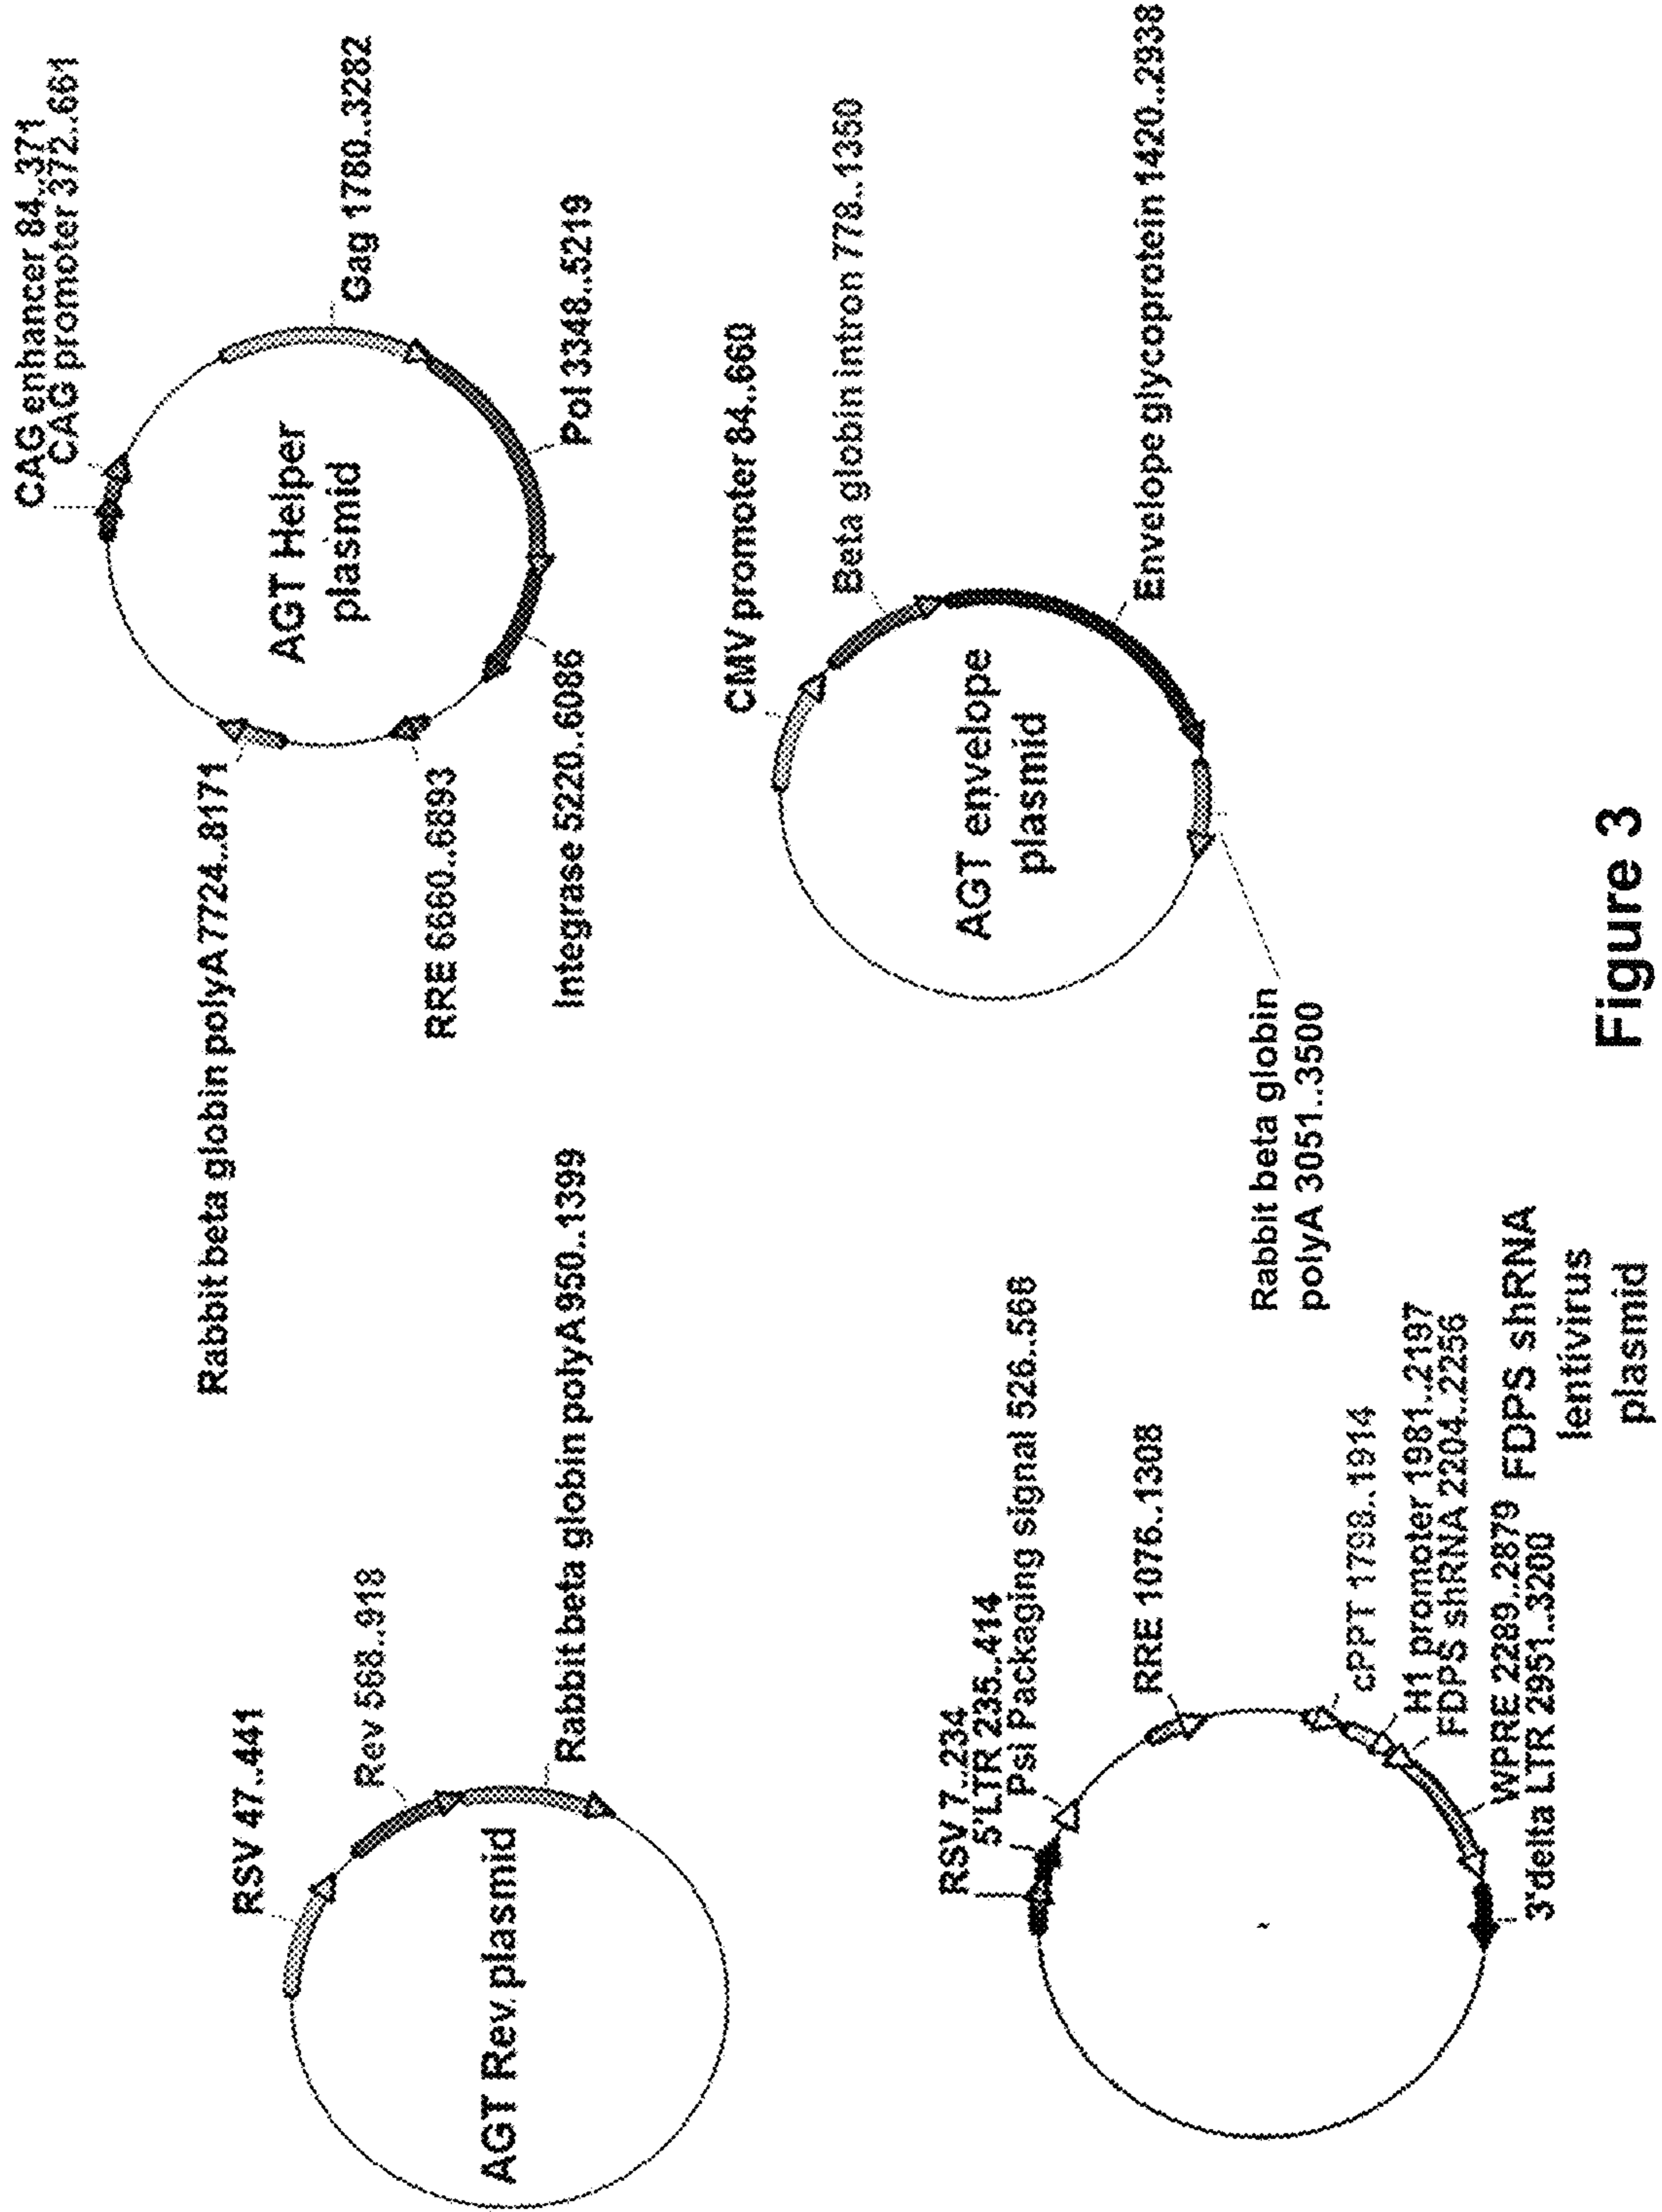 RSV 47..441
Rev 568..918
AGT Rev plasmid
Rabbit beta globin polyA 950..1399
CAG enhancer 84..371
CAG promoter 372..661
Rabbit beta globin polyA 7724..8171
AGT Helper
plasmid
Gag 1780..3282
RRE 6660..6893
Integrase 5220..6086
Pol 3348..5219
RSV 7..234
5'LTR 235..414
Psi Packaging signal 526..568
RRE 1076..1308
cPPT 1798..1914
H1 promoter 1981..2197
FDPS shRNA 2204..2256
WPRE 2289..2879
3'delta LTR 2951..3200
FDPS shRNA
lentivirus
plasmid
CMV promoter 84..660
Beta globin intron 778..1350
AGT envelope
plasmid
Envelope glycoprotein 1420..2938
Rabbit beta globin
polyA 3051..3500
Figure 3